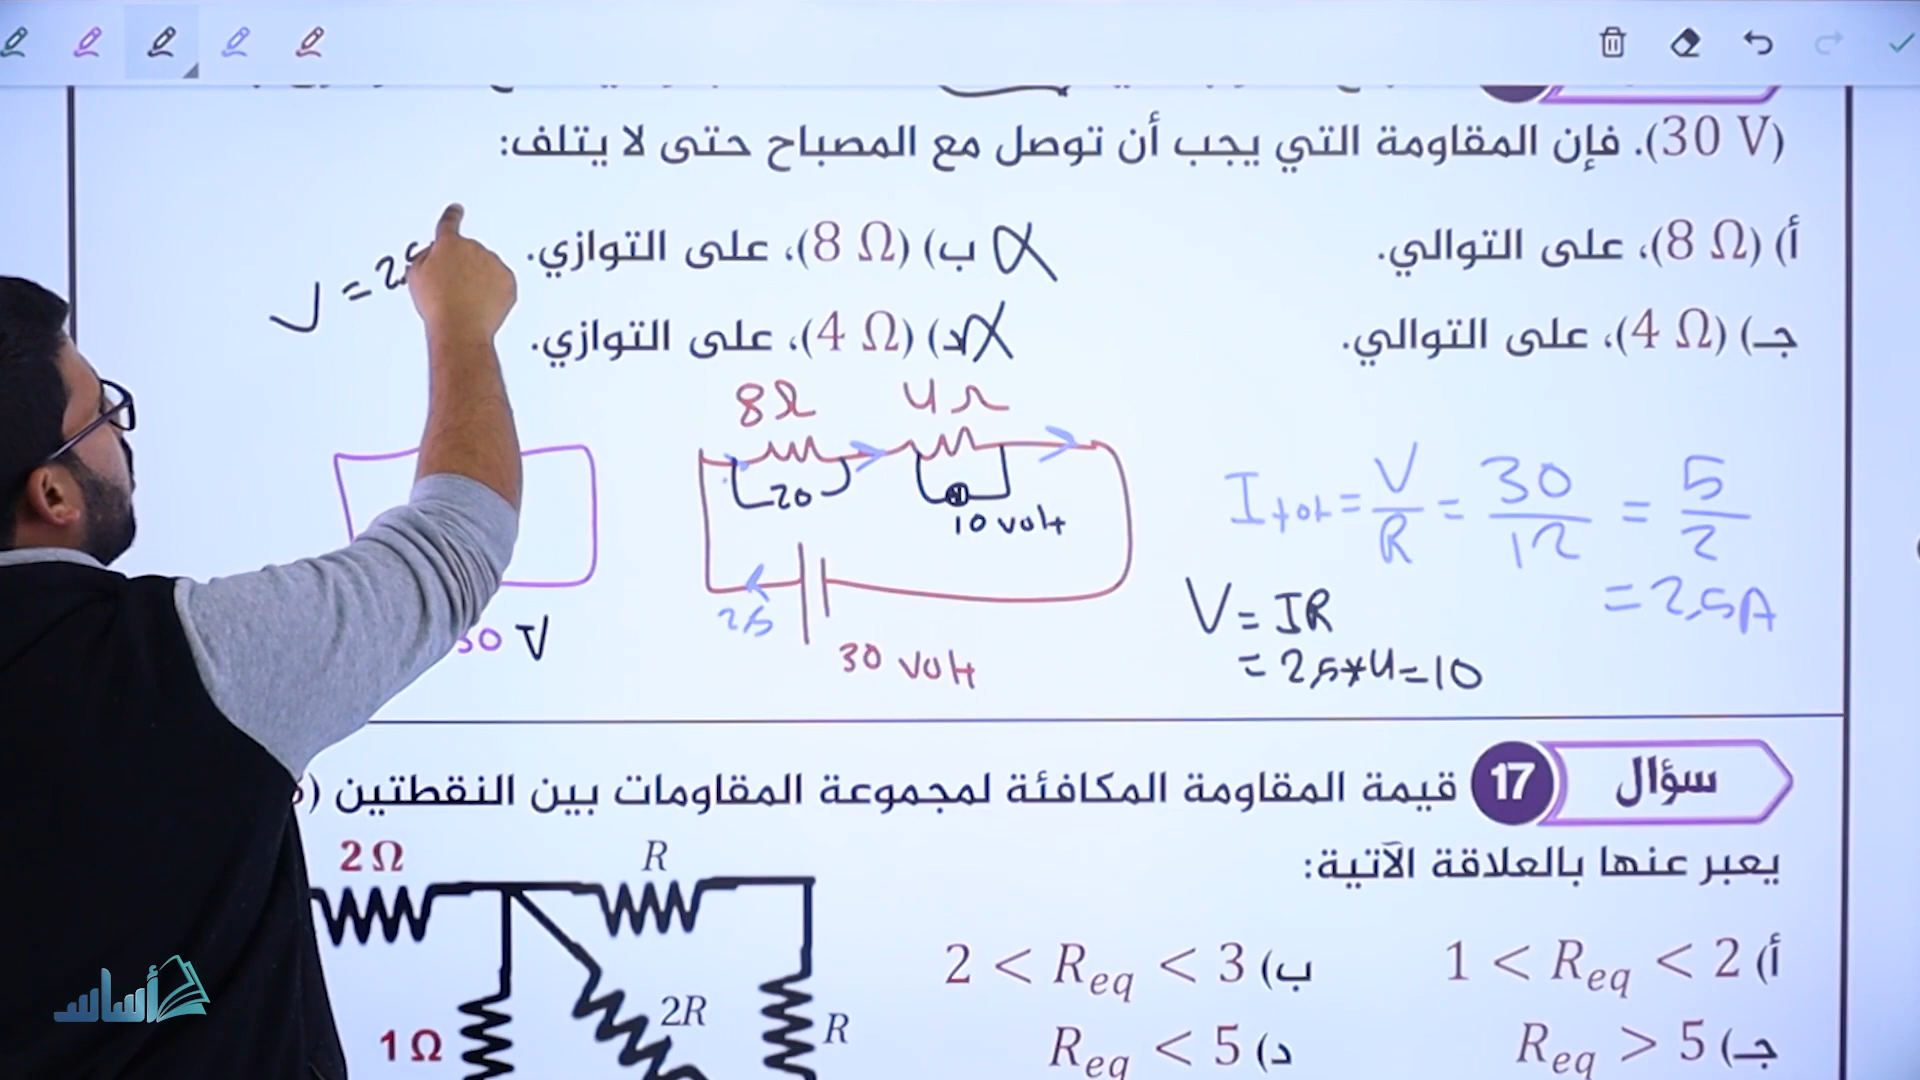 (30 V). فإن المقاومة التي يجب أن توصل مع المصباح حتى لا يتلف:
أ) (8 Ω)، على التوالي.
ب) (8 Ω)، على التوازي.
جـ) (4 Ω)، على التوالي.
د) (4 Ω)، على التوازي.
V = 2,5
8Ω 4Ω
20
10 volt
2,5
30 volt
30 V
I tot = V/R = 30/12 = 5/2
= 2,5A
V = IR
= 2,5*4=10
سؤال 17 قيمة المقاومة المكافئة لمجموعة المقاومات بين النقطتين
يعبر عنها بالعلاقة الآتية:
أ) 1 < Req < 2
ب) 2 < Req < 3
جـ) Req > 5
د) Req < 5
2 Ω
R
2R
R
1 Ω
أساس